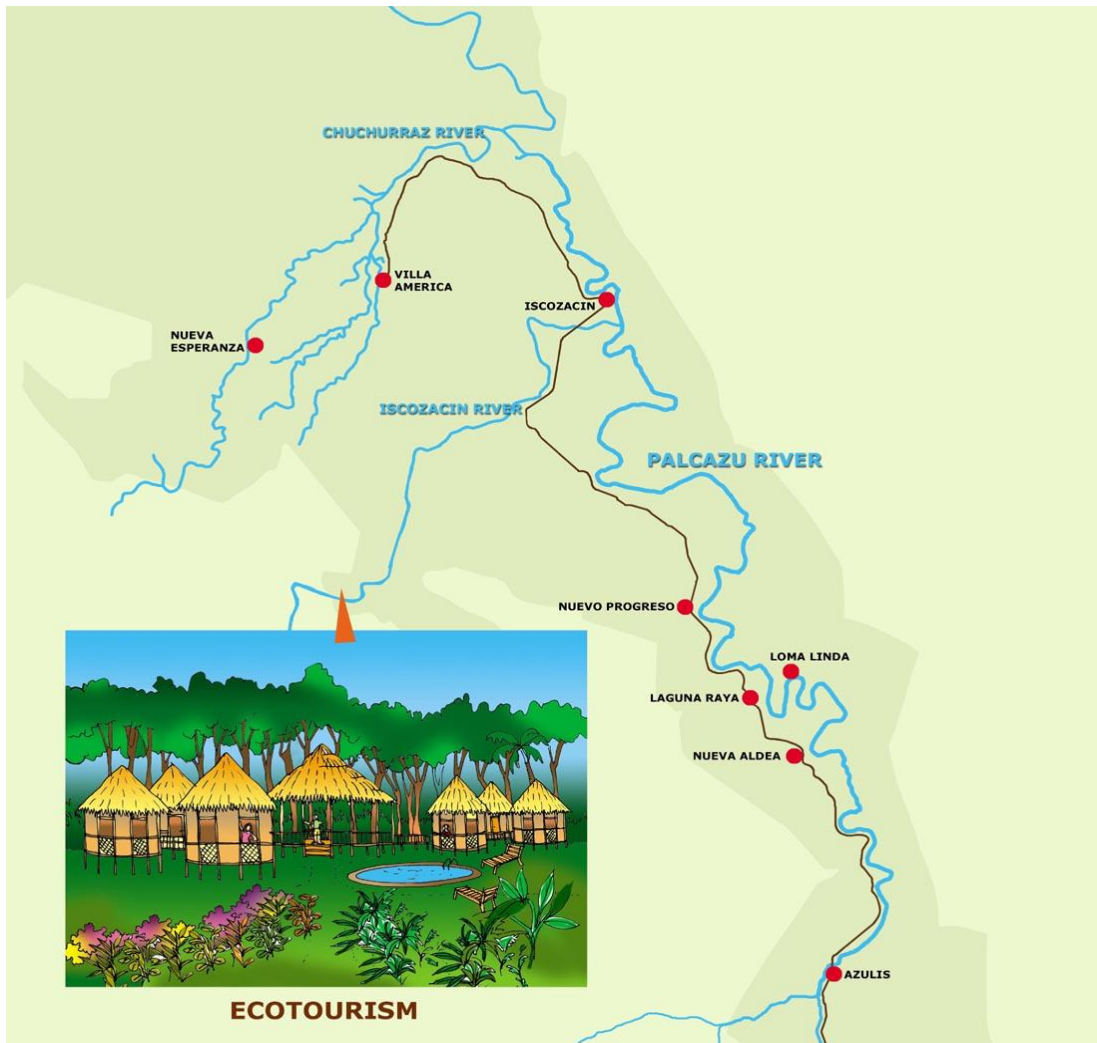 CHUCHURRAZ RIVER
VILLA
AMERICA
ISCOZACIN
NUEVA
ESPERANZA
ISCOZACIN RIVER
PALCAZU RIVER
NUEVO PROGRESO
LOMA LINDA
LAGUNA RAYA
NUEVA ALDEA
AZULIS
ECOTOURISM